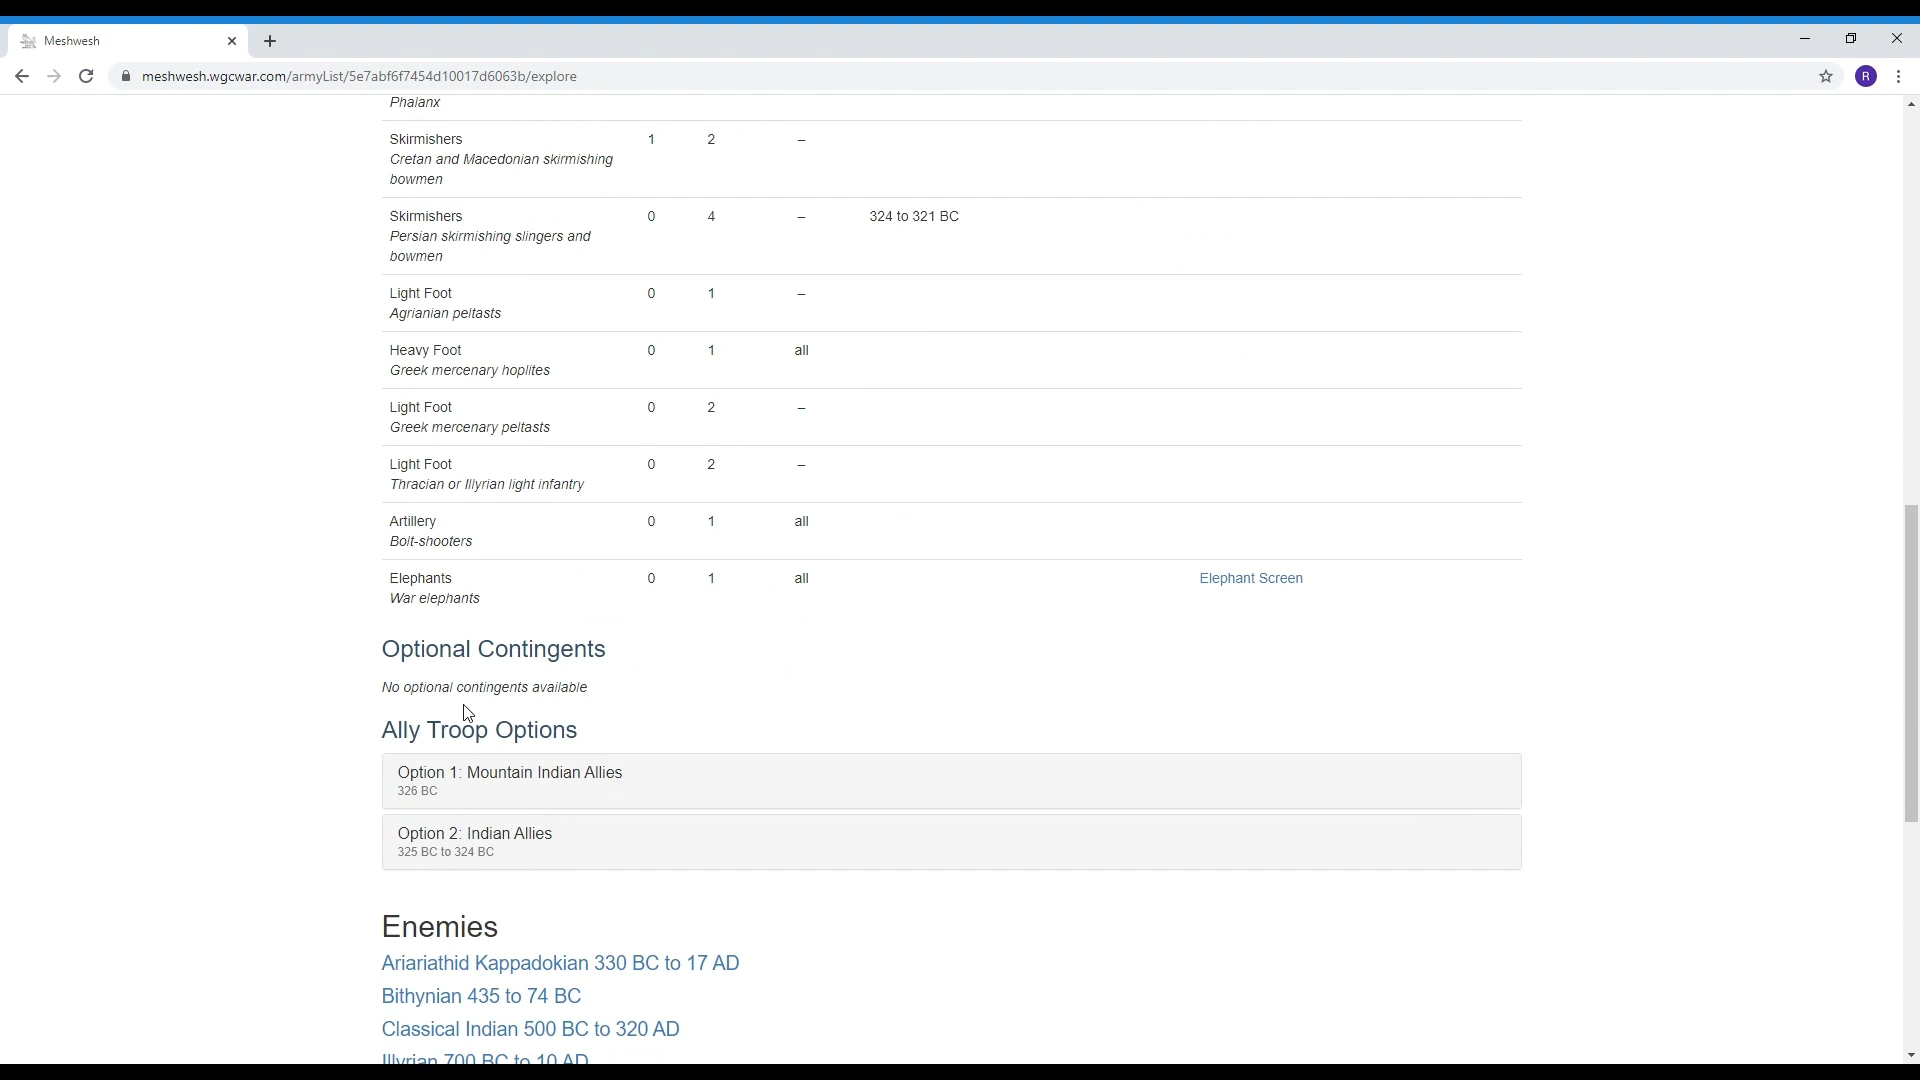 Meshwesh
meshwesh.wgcwar.com/armyList/5e7abf6f7454d10017d6063b/explore
R
Phalanx
Skirmishers 1 2 –
Cretan and Macedonian skirmishing
bowmen
Skirmishers 0 4 – 324 to 321 BC
Persian skirmishing slingers and
bowmen
Light Foot 0 1 –
Agrianian peltasts
Heavy Foot 0 1 all
Greek mercenary hoplites
Light Foot 0 2 –
Greek mercenary peltasts
Light Foot 0 2 –
Thracian or Illyrian light infantry
Artillery 0 1 all
Bolt-shooters
Elephants 0 1 all Elephant Screen
War elephants
Optional Contingents
No optional contingents available
Ally Troop Options
Option 1: Mountain Indian Allies
326 BC
Option 2: Indian Allies
325 BC to 324 BC
Enemies
Ariariathid Kappadokian 330 BC to 17 AD
Bithynian 435 to 74 BC
Classical Indian 500 BC to 320 AD
Illyrian 700 BC to 10 AD